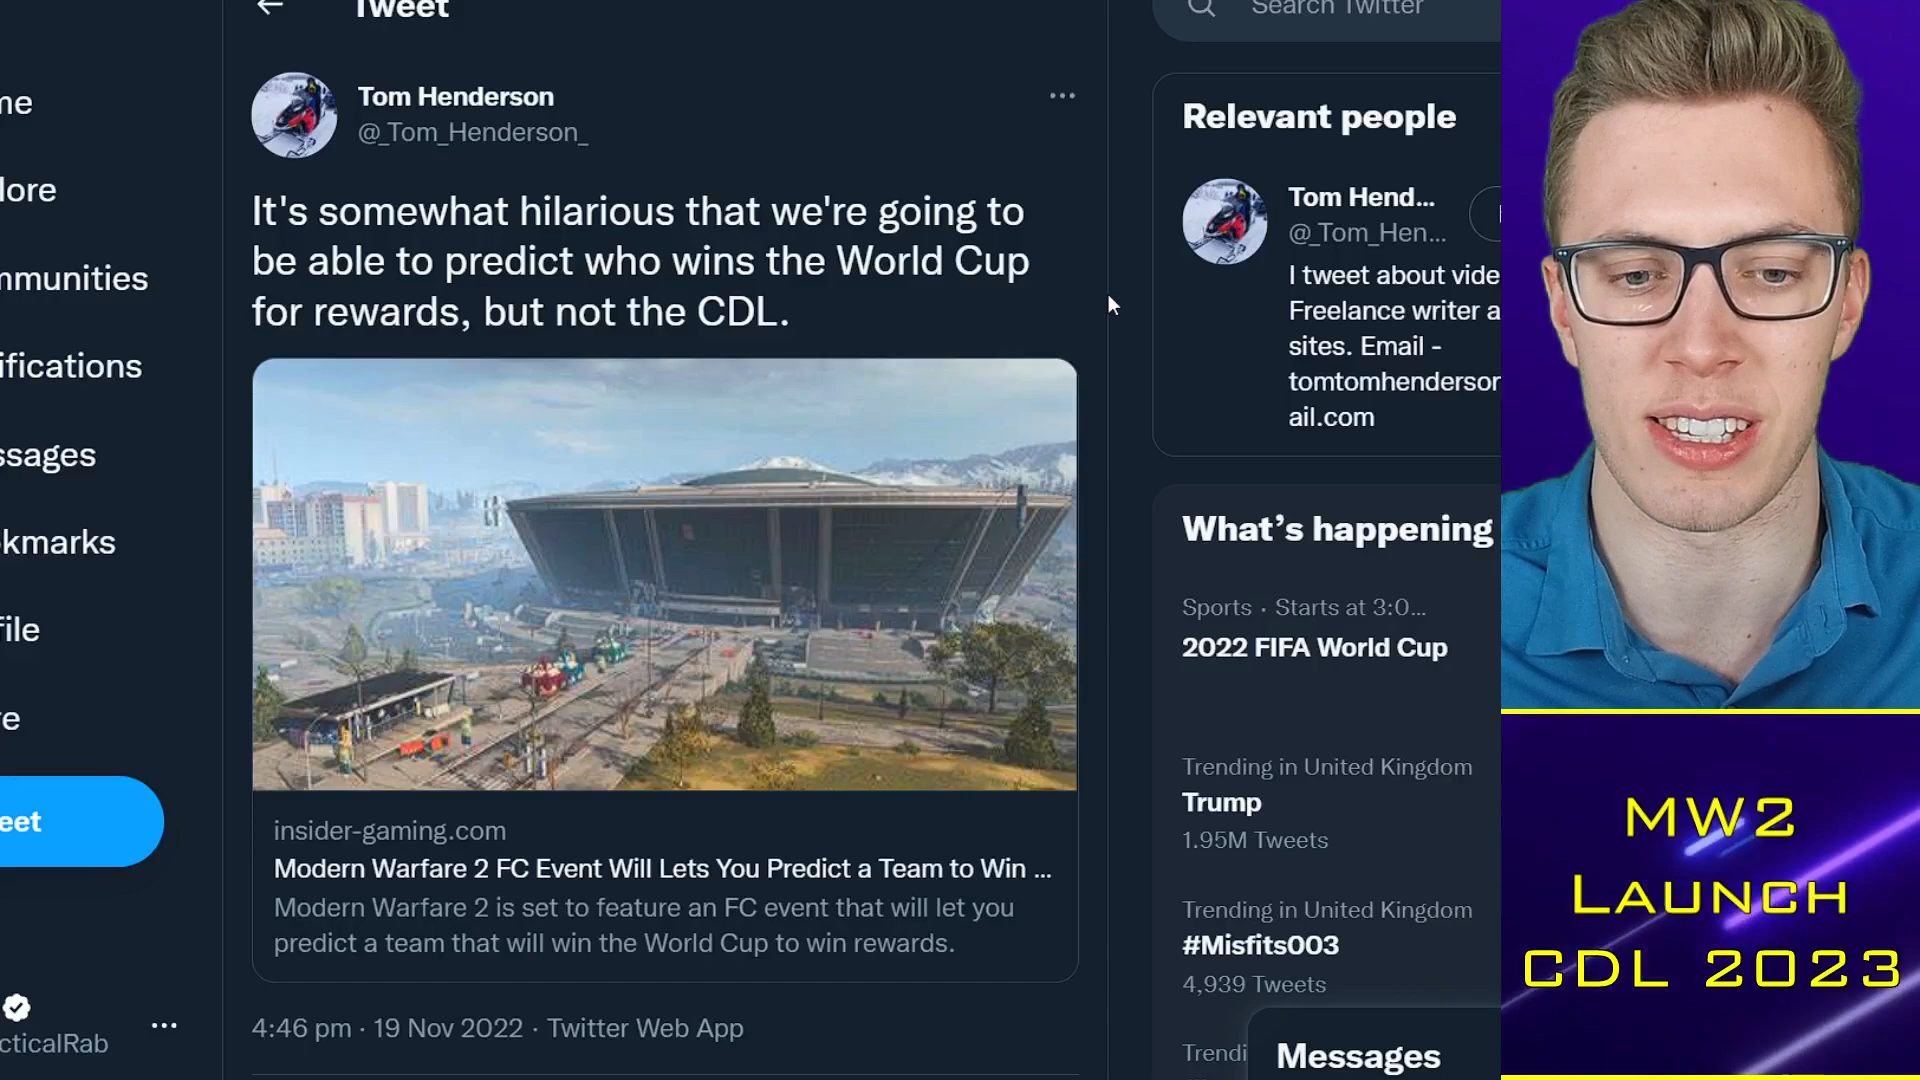 Tweet
Search Twitter
me
lore
mmunities
ifications
ssages
kmarks
file
re
eet
cticalRab
Tom Henderson
@_Tom_Henderson_
It's somewhat hilarious that we're going to
be able to predict who wins the World Cup
for rewards, but not the CDL.
insider-gaming.com
Modern Warfare 2 FC Event Will Lets You Predict a Team to Win ...
Modern Warfare 2 is set to feature an FC event that will let you
predict a team that will win the World Cup to win rewards.
4:46 pm · 19 Nov 2022 · Twitter Web App
Relevant people
Tom Hend...
@_Tom_Hen...
I tweet about vide
Freelance writer a
sites. Email -
tomtomhenderson
ail.com
What's happening
Sports · Starts at 3:0...
2022 FIFA World Cup
Trending in United Kingdom
Trump
1.95M Tweets
Trending in United Kingdom
#Misfits003
4,939 Tweets
Trendi
Messages
MW2
LAUNCH
CDL 2023